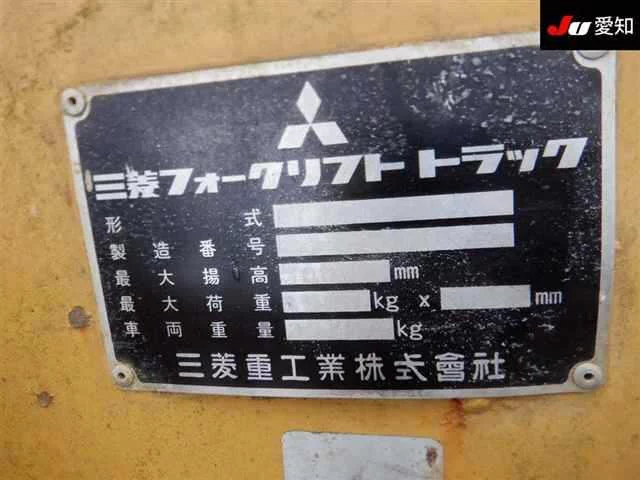 JU 愛知
三菱フォークリフトトラック
形式
製造番号
最大揚高 mm
最大荷重 kg x mm
車両重量 kg
三菱重工業株式會社